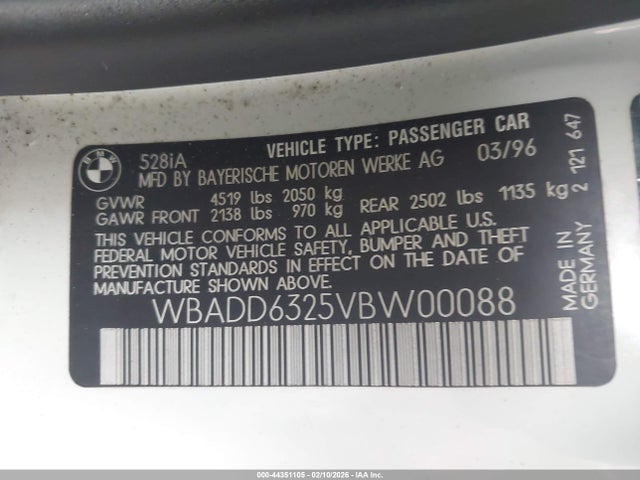 VEHICLE TYPE: PASSENGER CAR
BMW 528iA
MFD BY BAYERISCHE MOTOREN WERKE AG 03/96
GVWR 4519 lbs 2050 kg
GAWR FRONT 2138 lbs 970 kg REAR 2502 lbs 1135 kg
THIS VEHICLE CONFORMS TO ALL APPLICABLE U.S.
FEDERAL MOTOR VEHICLE SAFETY, BUMPER AND THEFT
PREVENTION STANDARDS IN EFFECT ON THE DATE OF
MANUFACTURE SHOWN ABOVE.
WBADD6325VBW00088
MADE IN
GERMANY
2 121 647
000-44351105 - 02/10/2026 - COPYRIGHT IAA, LLC.